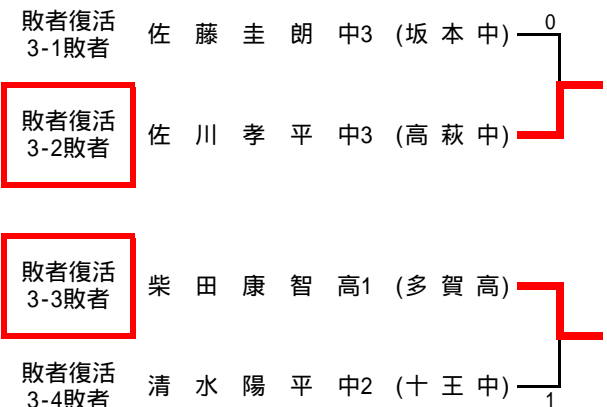 敗者復活
3-1敗者
佐 藤 圭 朗 中3 (坂 本 中)
0
敗者復活
3-2敗者
佐 川 孝 平 中3 (高 萩 中)
敗者復活
3-3敗者
柴 田 康 智 高1 (多 賀 高)
敗者復活
3-4敗者
清 水 陽 平 中2 (十 王 中)
1